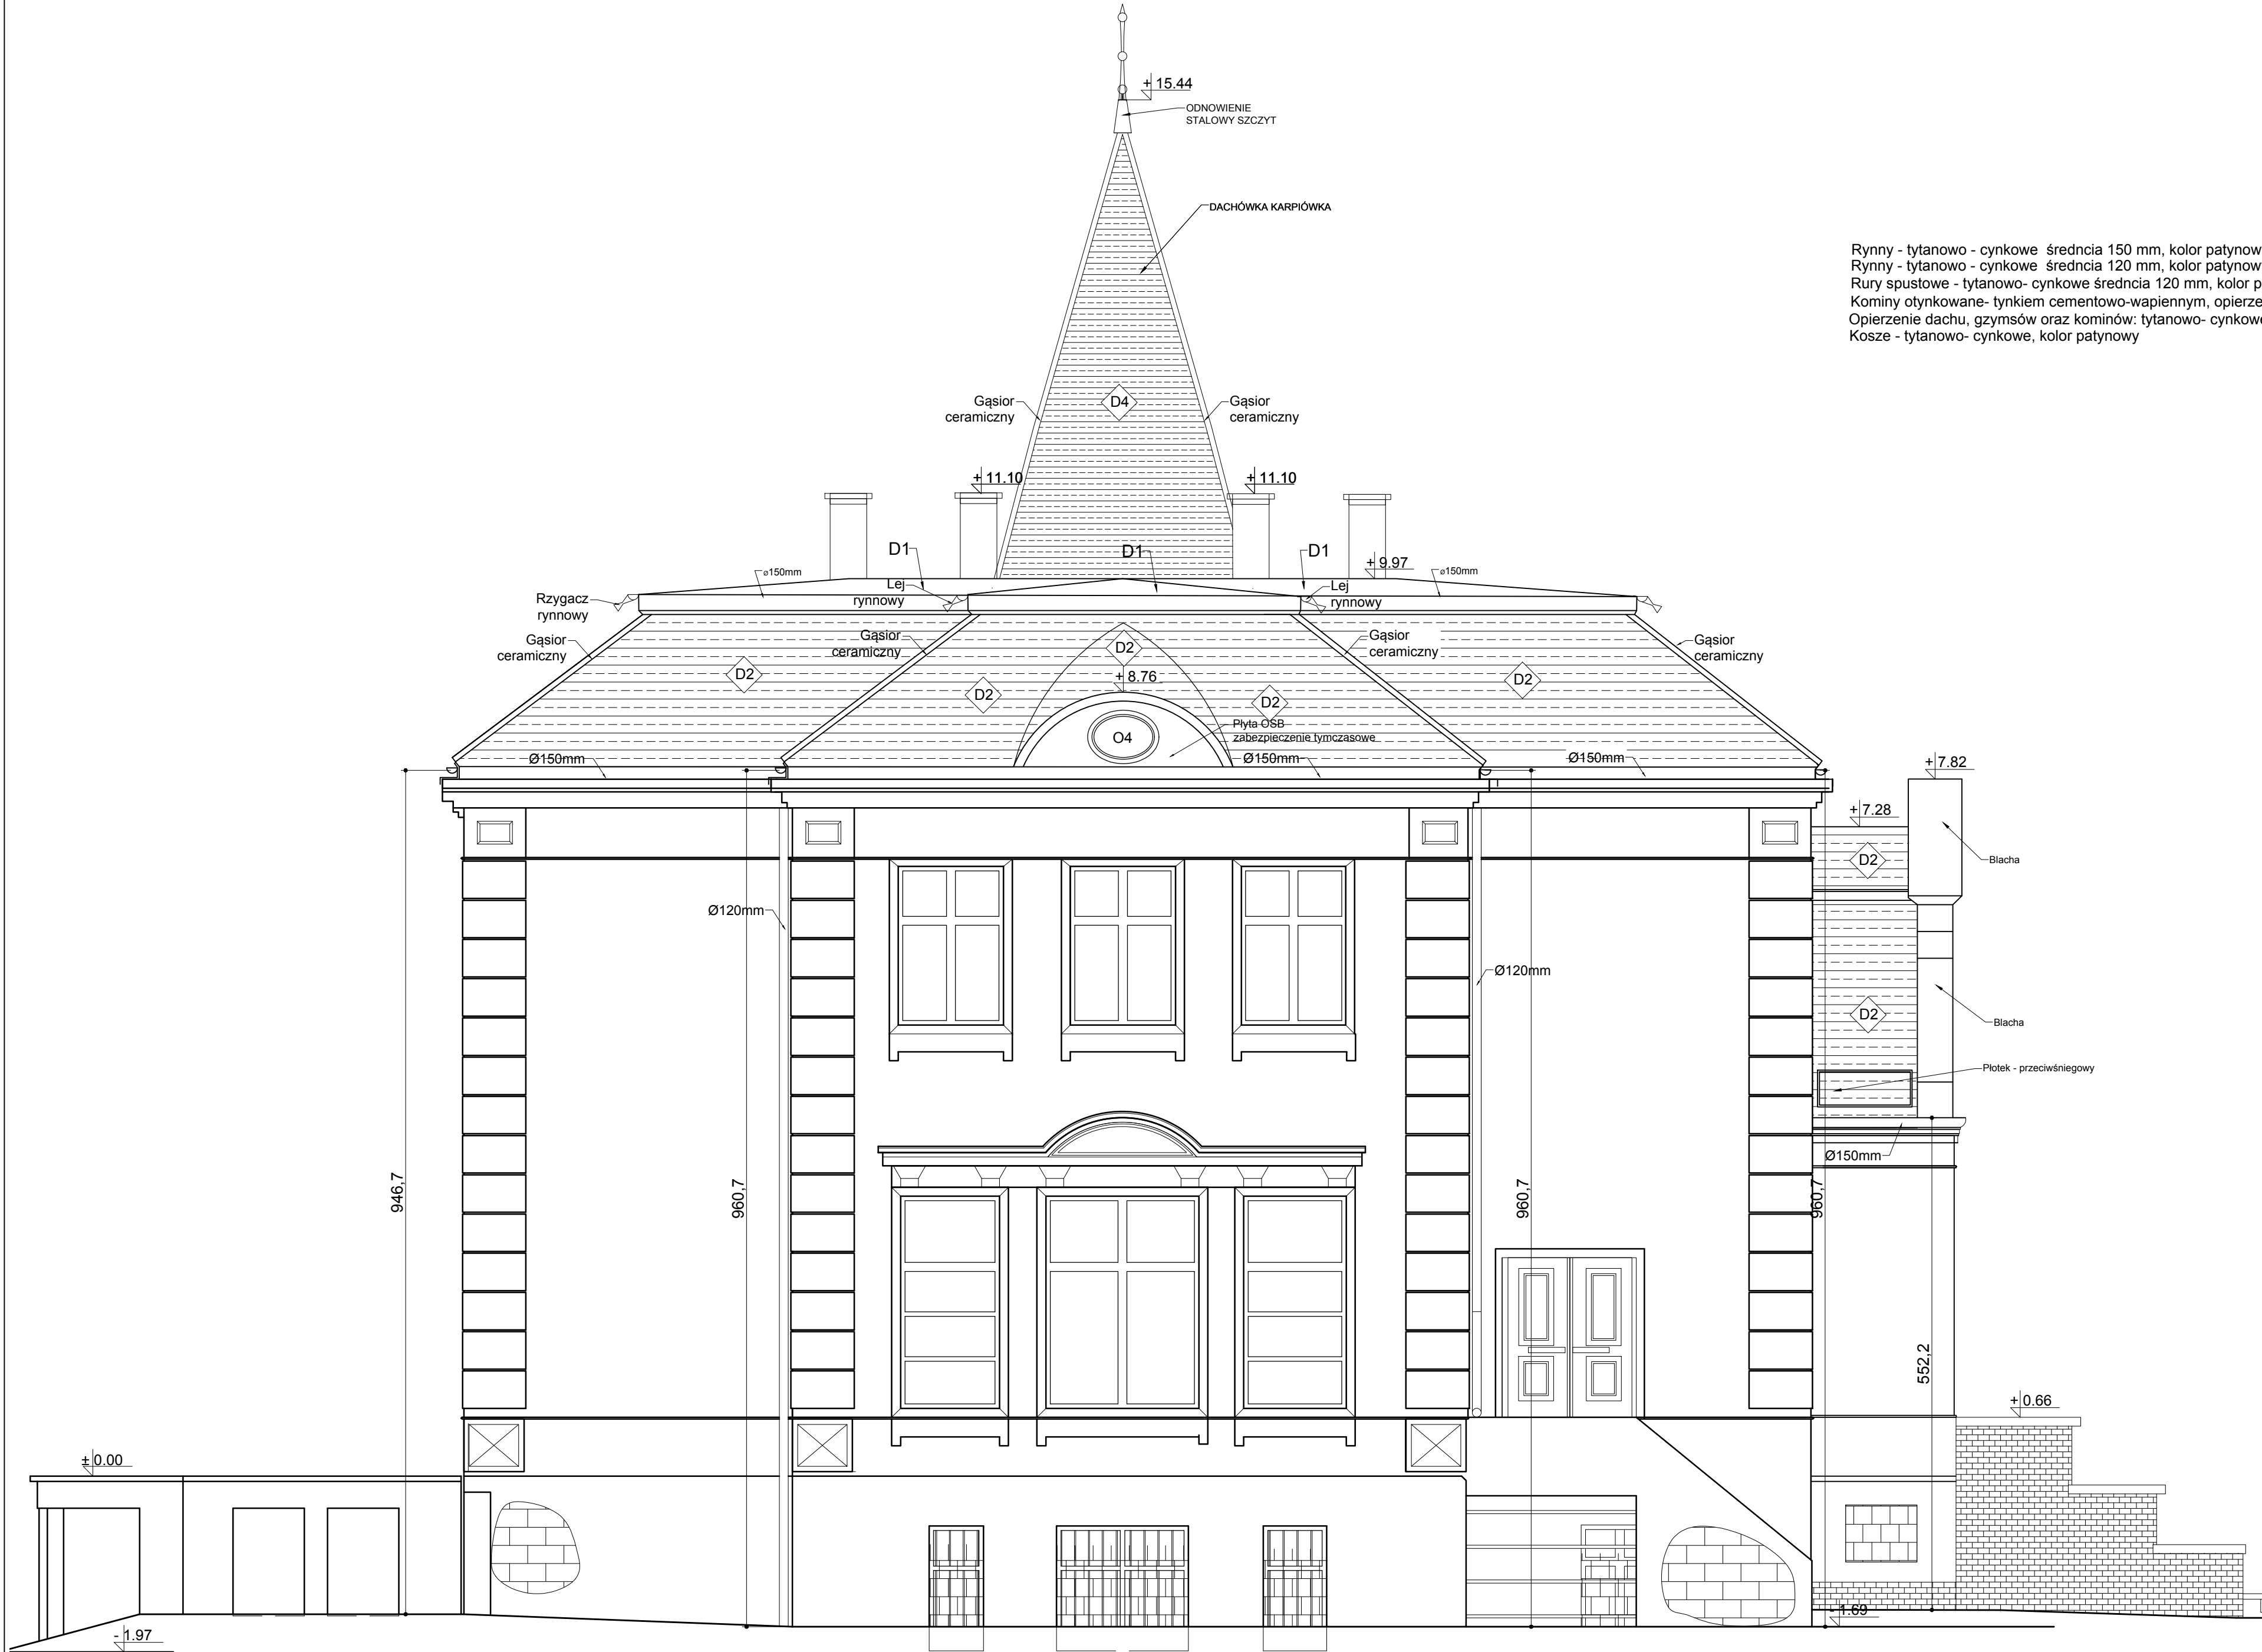 + 15.44
ODNOWIENIE
STALOWY SZCZYT
DACHÓWKA KARPIÓWKA
Rynny - tytanowo - cynkowe średncia 150 mm, kolor patynow
Rynny - tytanowo - cynkowe średncia 120 mm, kolor patynow
Rury spustowe - tytanowo- cynkowe średncia 120 mm, kolor p
Kominy otynkowane- tynkiem cementowo-wapiennym, opierze
Opierzenie dachu, gzymsów oraz kominów: tytanowo- cynkow
Kosze - tytanowo- cynkowe, kolor patynowy
Gąsior
ceramiczny
D4
Gąsior
ceramiczny
+ 11.10
+ 11.10
D1
D1
D1
+ 9.97
ø150mm
ø150mm
Rzygacz
rynnowy
Lej
rynnowy
Lej
rynnowy
Gąsior
ceramiczny
Gąsior
ceramiczny
Gąsior
ceramiczny
Gąsior
ceramiczny
D2
D2
D2
D2
D2
+ 8.76
O4
Płyta OSB
zabezpieczenie tymczasowe
Ø150mm
Ø150mm
Ø150mm
+ 7.82
+ 7.28
D2
Blacha
Ø120mm
Ø120mm
D2
Blacha
Płotek - przeciwśniegowy
Ø150mm
946,7
960,7
960,7
960,7
552,2
+ 0.66
± 0.00
- 1.97
1.69